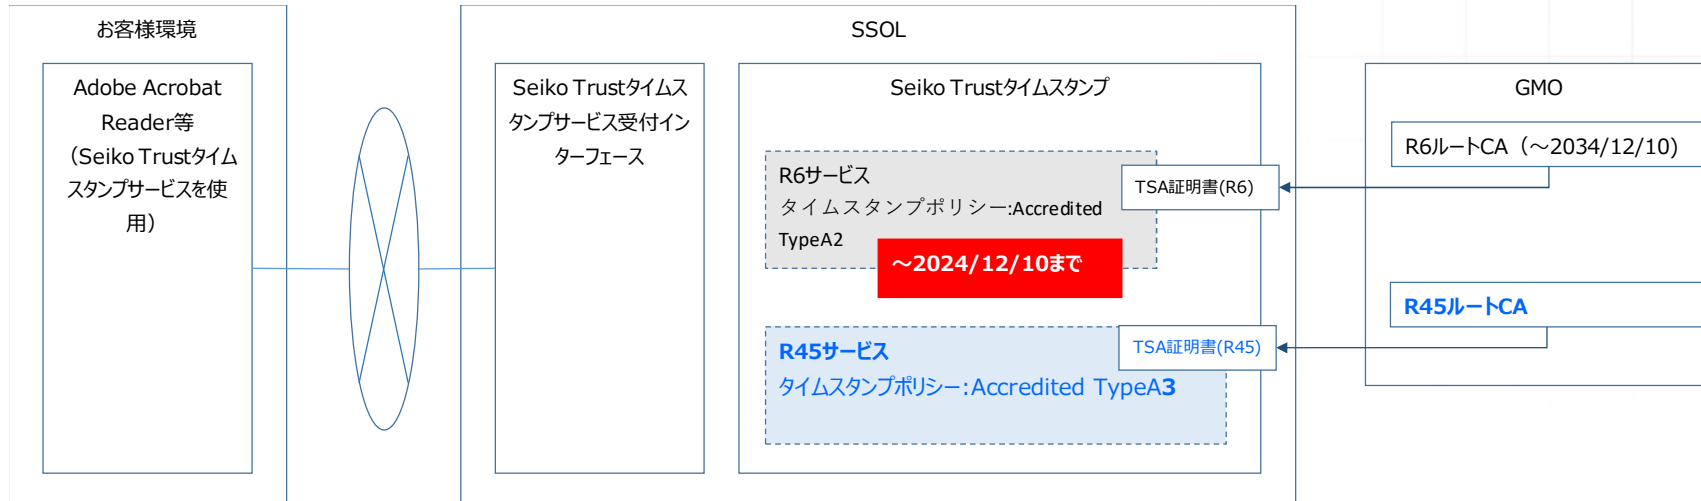 お客様環境
Adobe Acrobat
Reader等
（Seiko Trustタイム
スタンプサービスを使
用）
SSOL
Seiko Trustタイムス
タンプサービス受付イン
ターフェース
Seiko Trustタイムスタンプ
R6サービス
タイムスタンプポリシー:Accredited
TypeA2
～2024/12/10まで
TSA証明書(R6)
R45サービス
タイムスタンプポリシー:Accredited TypeA3
TSA証明書(R45)
GMO
R6ルートCA（～2034/12/10)
R45ルートCA